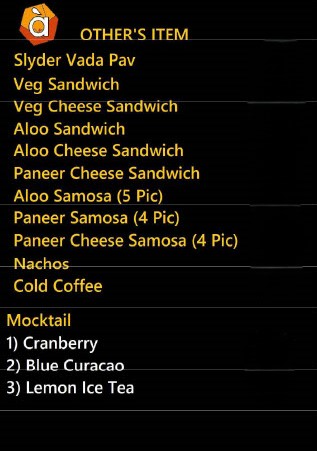 à
OTHER'S ITEM
Slyder Vada Pav
Veg Sandwich
Veg Cheese Sandwich
Aloo Sandwich
Aloo Cheese Sandwich
Paneer Cheese Sandwich
Aloo Samosa (5 Pic)
Paneer Samosa (4 Pic)
Paneer Cheese Samosa (4 Pic)
Nachos
Cold Coffee
Mocktail
1) Cranberry
2) Blue Curacao
3) Lemon Ice Tea